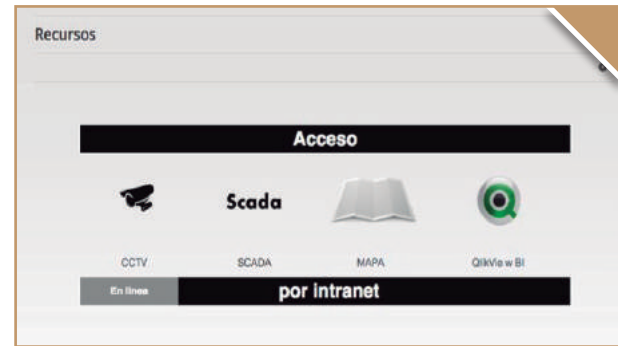 Recursos
Acceso
Scada
CCTV SCADA MAPA QlikView BI
En línea por intranet